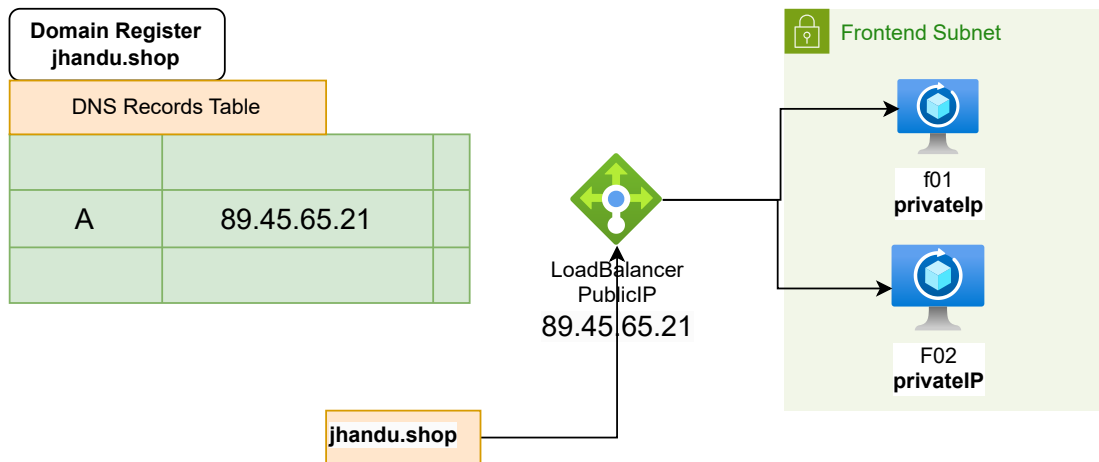 Domain Register
jhandu.shop
DNS Records Table
A
89.45.65.21
LoadBalancer
PublicIP
89.45.65.21
jhandu.shop
Frontend Subnet
f01
privateIp
F02
privateIP